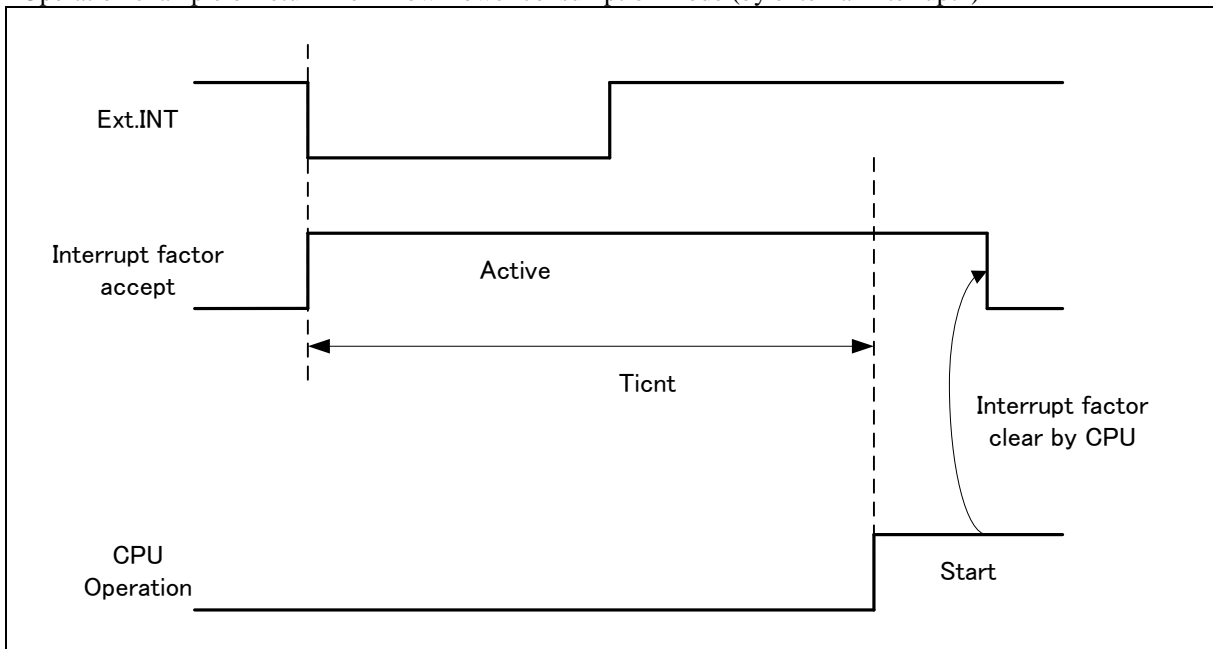 Ext.INT
Interrupt factor
accept
Active
Ticnt
Interrupt factor
clear by CPU
CPU
Operation
Start